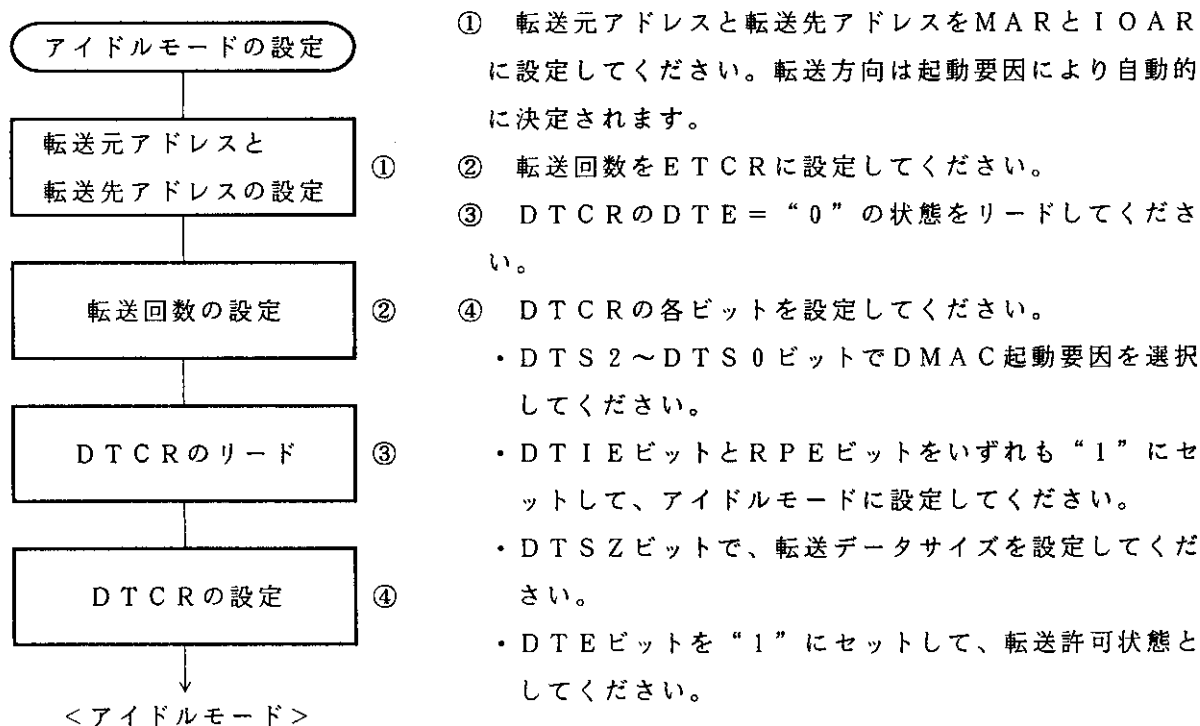 アイドルモードの設定
転送元アドレスと
転送先アドレスの設定
①
転送回数の設定
②
DTCRのリード
③
DTCRの設定
④
<アイドルモード>
① 転送元アドレスと転送先アドレスをMARとIOAR
に設定してください。転送方向は起動要因により自動的
に決定されます。
② 転送回数をETCRに設定してください。
③ DTCRのDTE=“0”の状態をリードしてくださ
い。
④ DTCRの各ビットを設定してください。
・DTS2~DTS0ビットでDMAC起動要因を選択
してください。
・DTIEビットとRPEビットをいずれも“1”にセ
ットして、アイドルモードに設定してください。
・DTSZビットで、転送データサイズを設定してくだ
さい。
・DTEビットを“1”にセットして、転送許可状態と
してください。